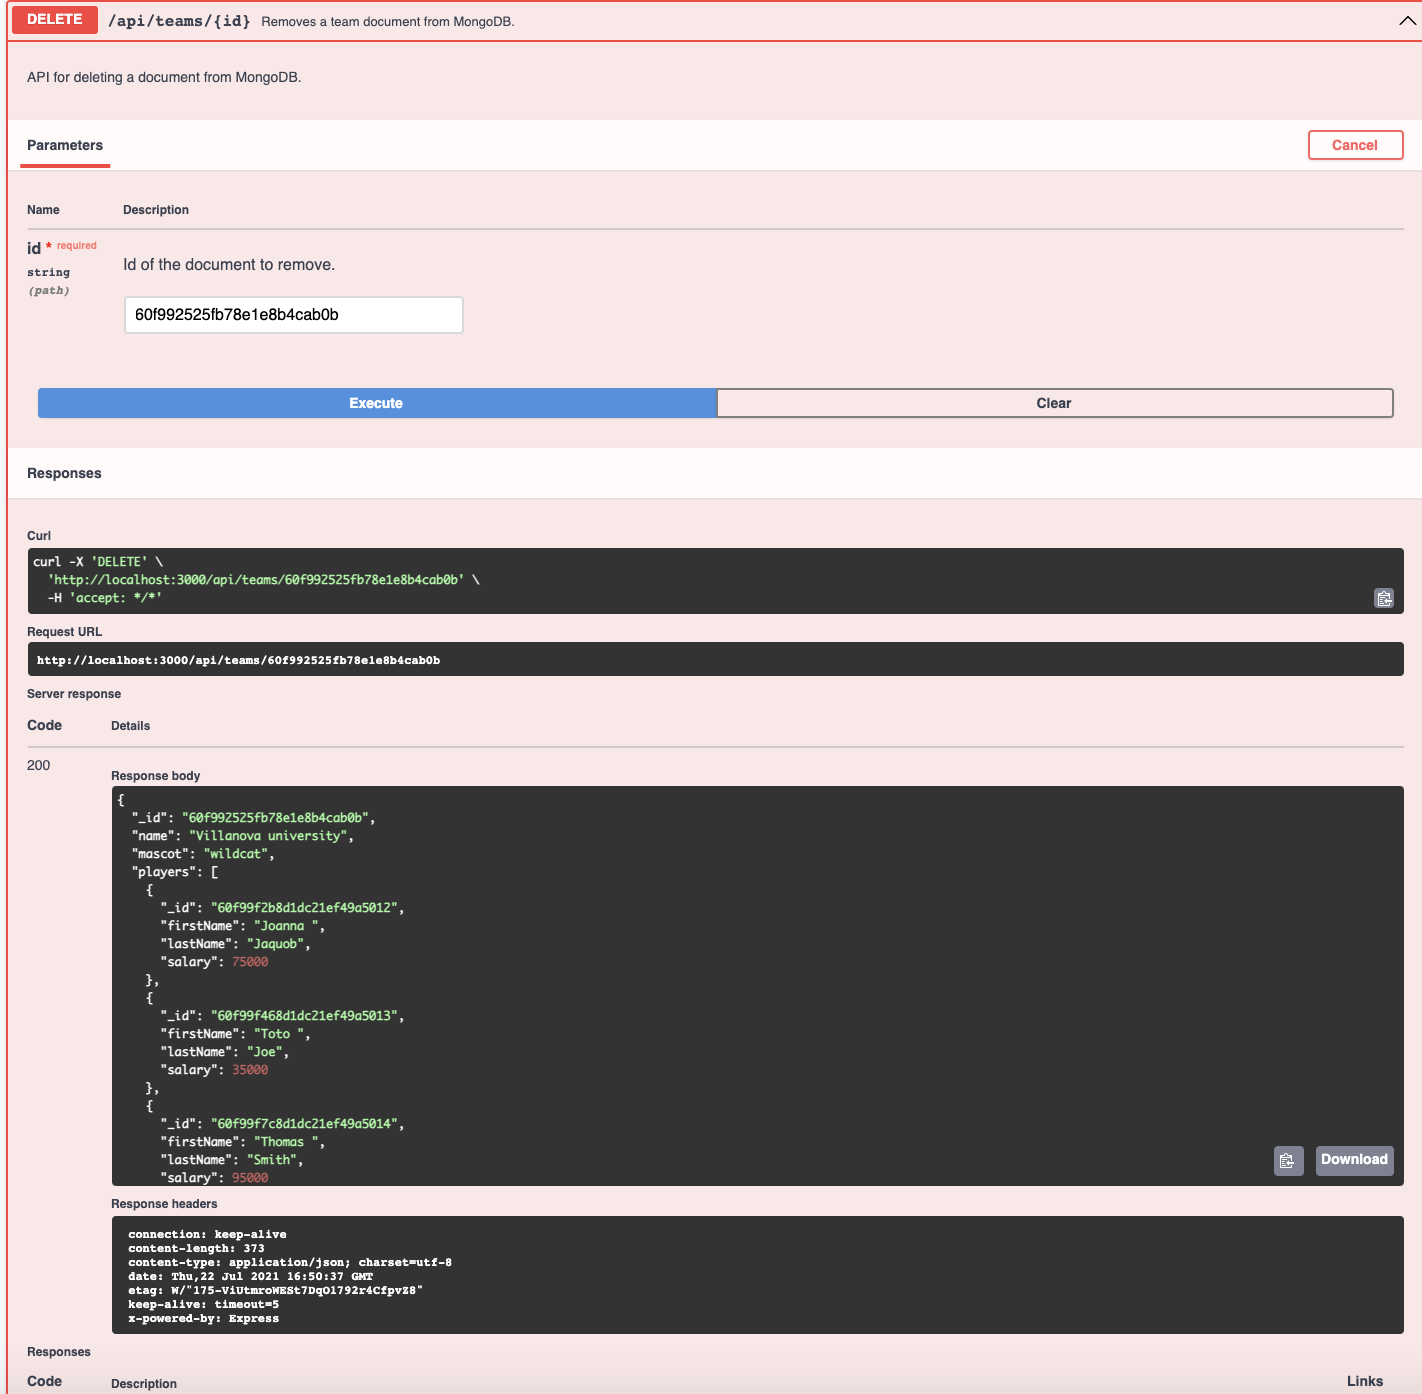 DELETE /api/teams/{id} Removes a team document from MongoDB.
API for deleting a document from MongoDB.
Parameters
Cancel
Name Description
id * required
string
(path)
Id of the document to remove.
60f992525fb78e1e8b4cab0b
Execute Clear
Responses
Curl
curl -X 'DELETE' \
  'http://localhost:3000/api/teams/60f992525fb78e1e8b4cab0b' \
  -H 'accept: */*'
Request URL
http://localhost:3000/api/teams/60f992525fb78e1e8b4cab0b
Server response
Code Details
200
Response body
{
  "_id": "60f992525fb78e1e8b4cab0b",
  "name": "Villanova university",
  "mascot": "wildcat",
  "players": [
    {
      "_id": "60f99f2b8d1dc21ef49a5012",
      "firstName": "Joanna ",
      "lastName": "Jaquob",
      "salary": 75000
    },
    {
      "_id": "60f99f468d1dc21ef49a5013",
      "firstName": "Toto ",
      "lastName": "Joe",
      "salary": 35000
    },
    {
      "_id": "60f99f7c8d1dc21ef49a5014",
      "firstName": "Thomas ",
      "lastName": "Smith",
      "salary": 95000
Download
Response headers
connection: keep-alive
content-length: 373
content-type: application/json; charset=utf-8
date: Thu,22 Jul 2021 16:50:37 GMT
etag: W/"175-ViUtmroWESt7DqO1792r4CfpvZ8"
keep-alive: timeout=5
x-powered-by: Express
Responses
Code Description Links